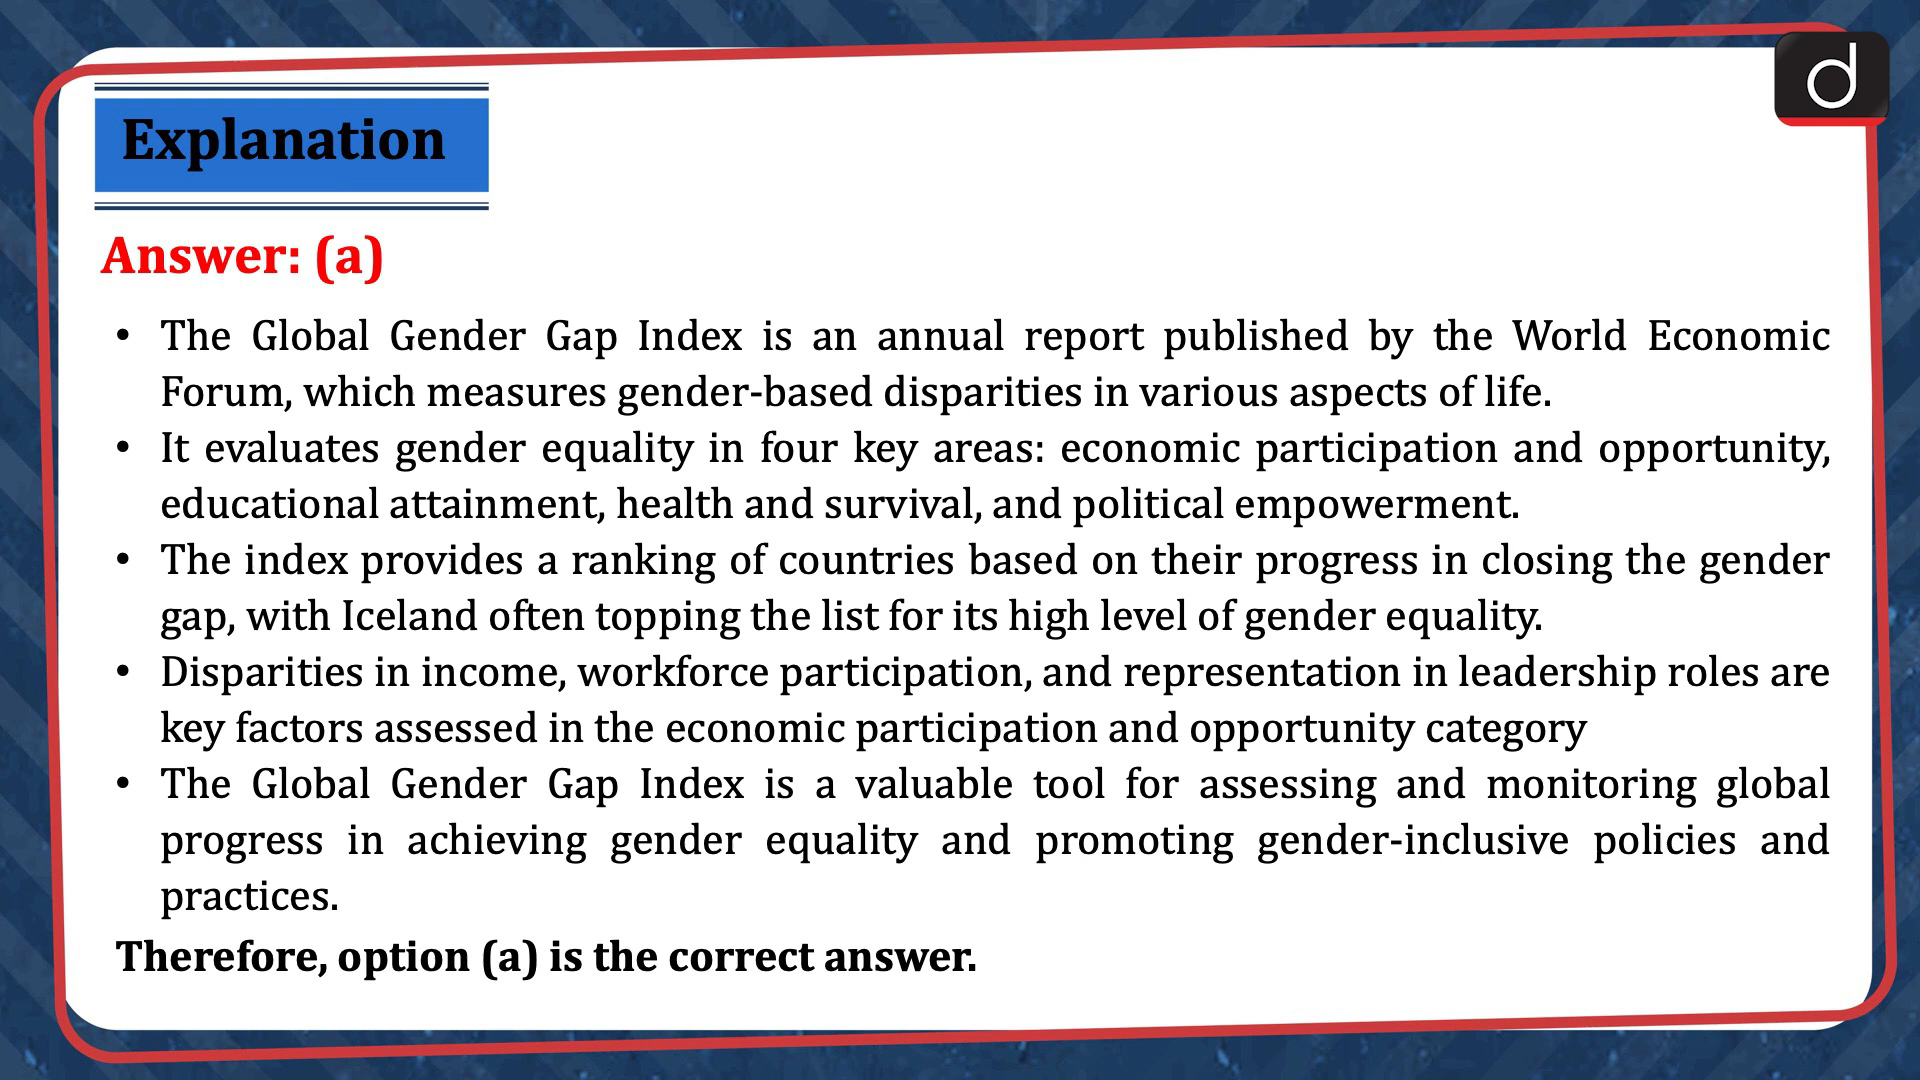 d
Explanation
Answer: (a)
• The Global Gender Gap Index is an annual report published by the World Economic
Forum, which measures gender-based disparities in various aspects of life.
• It evaluates gender equality in four key areas: economic participation and opportunity,
educational attainment, health and survival, and political empowerment.
• The index provides a ranking of countries based on their progress in closing the gender
gap, with Iceland often topping the list for its high level of gender equality.
• Disparities in income, workforce participation, and representation in leadership roles are
key factors assessed in the economic participation and opportunity category
• The Global Gender Gap Index is a valuable tool for assessing and monitoring global
progress in achieving gender equality and promoting gender-inclusive policies and
practices.
Therefore, option (a) is the correct answer.